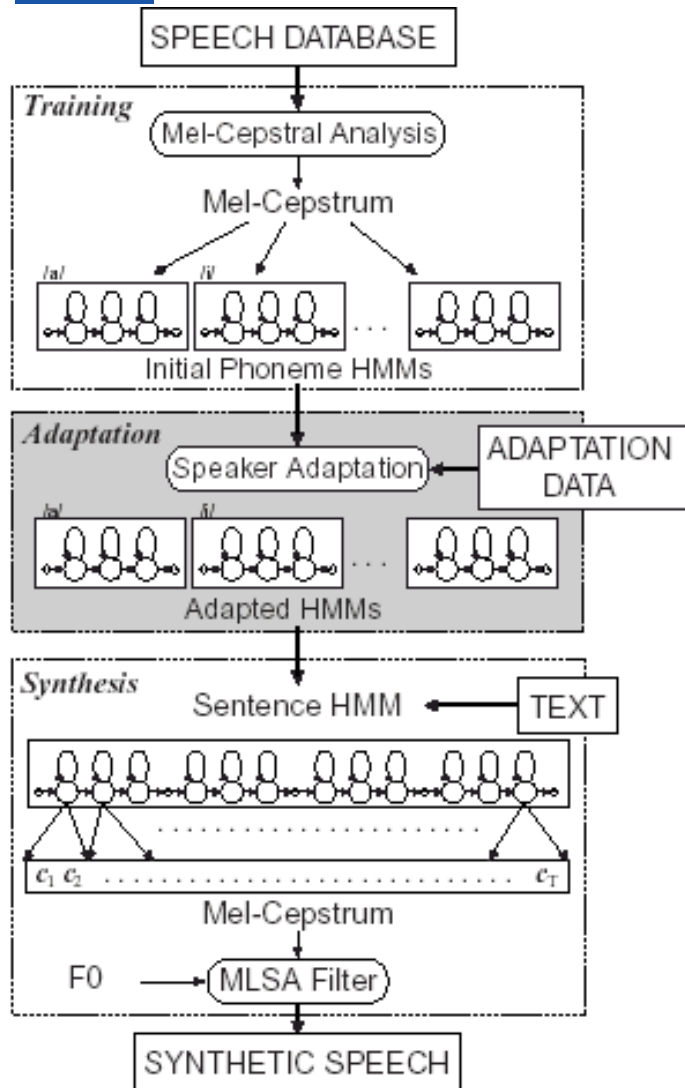 SPEECH DATABASE
Training
Mel-Cepstral Analysis
Mel-Cepstrum
/a/ /i/
. . .
Initial Phoneme HMMs
Adaptation
Speaker Adaptation
ADAPTATION
DATA
/a/ /i/
. . .
Adapted HMMs
Synthesis
Sentence HMM
TEXT
. . . . . . . . . . . . . . . . . . . . . . . .
c1 c2 . . . . . . . . . . . . . . . . . . . . . . . . . . . . . . cT
Mel-Cepstrum
F0
MLSA Filter
SYNTHETIC SPEECH